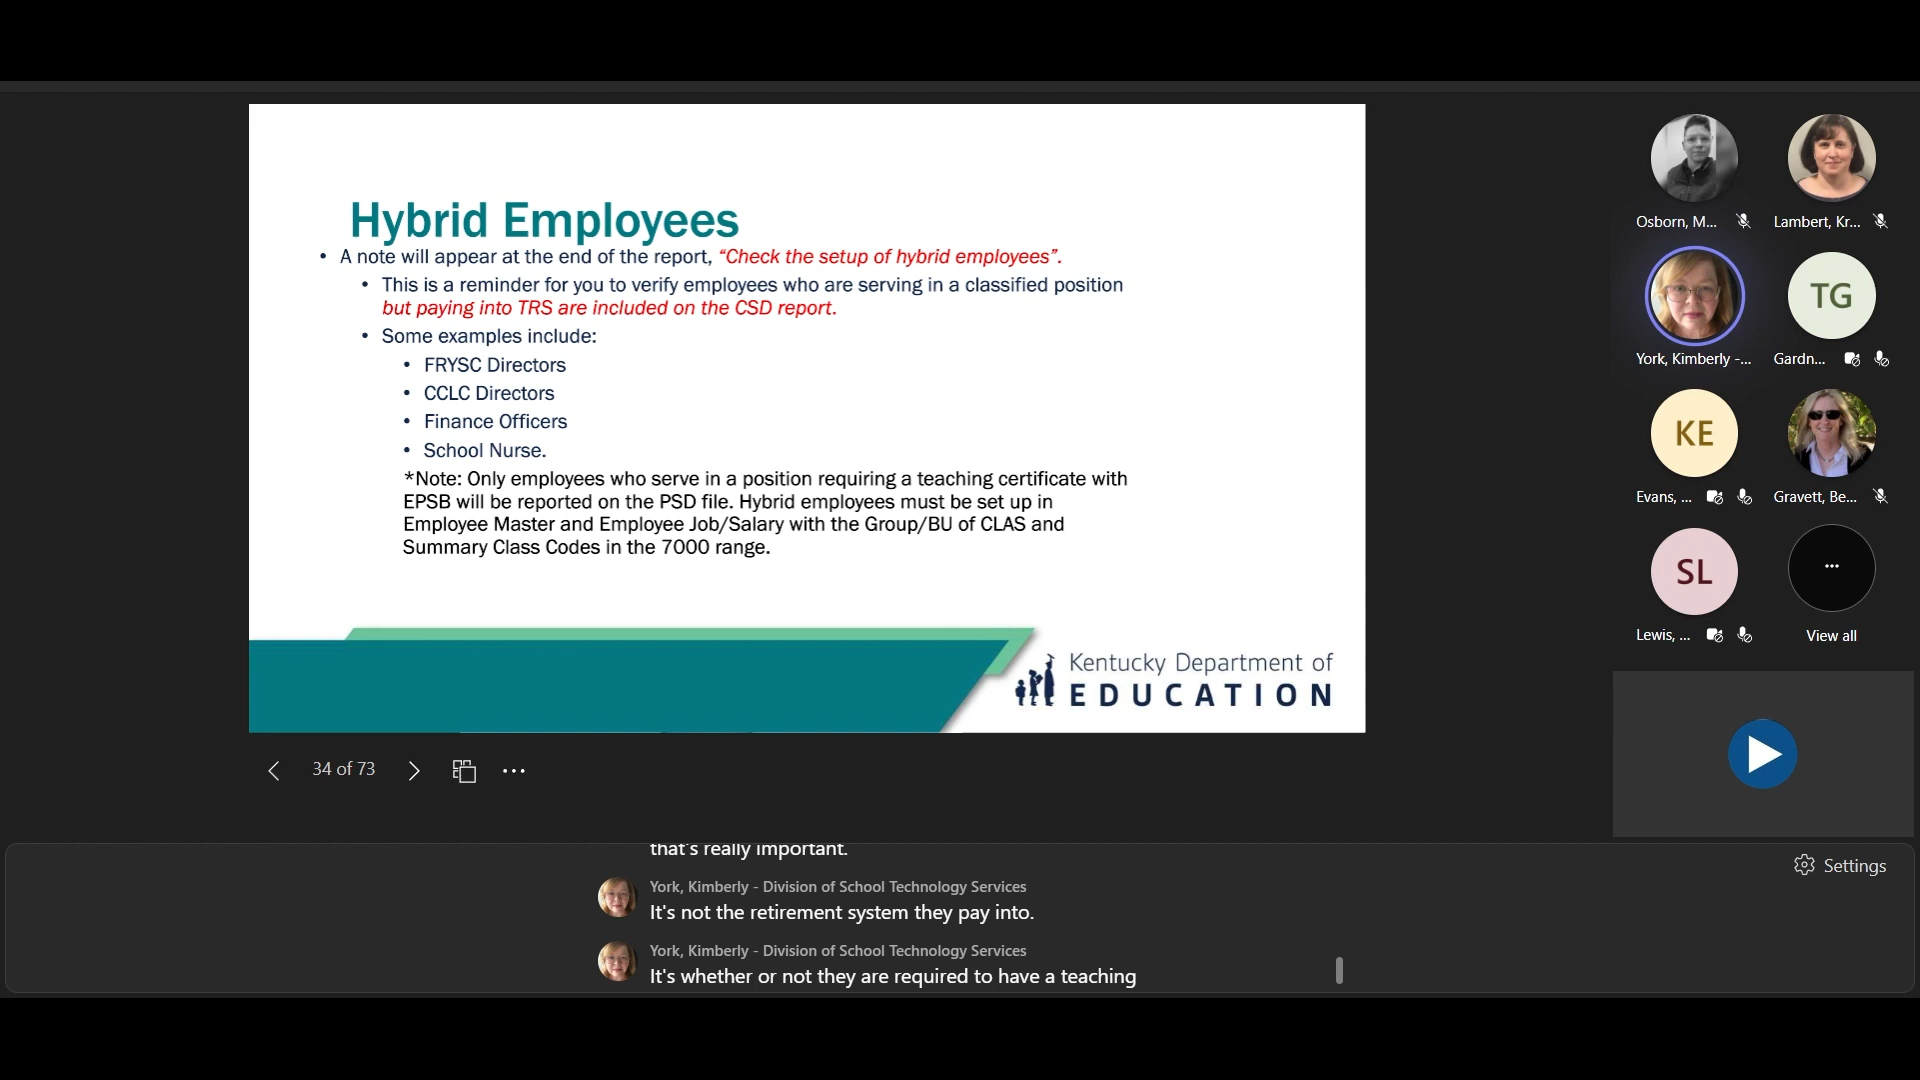 Hybrid Employees
• A note will appear at the end of the report, “Check the setup of hybrid employees”.
• This is a reminder for you to verify employees who are serving in a classified position
but paying into TRS are included on the CSD report.
• Some examples include:
• FRYSC Directors
• CCLC Directors
• Finance Officers
• School Nurse.
*Note: Only employees who serve in a position requiring a teaching certificate with
EPSB will be reported on the PSD file. Hybrid employees must be set up in
Employee Master and Employee Job/Salary with the Group/BU of CLAS and
Summary Class Codes in the 7000 range.
Kentucky Department of
EDUCATION
34 of 73
Osborn, M...
Lambert, Kr...
York, Kimberly -...
TG
Gardn...
KE
Evans, ...
Gravett, Be...
SL
Lewis, ...
View all
Settings
that's really important.
York, Kimberly - Division of School Technology Services
It's not the retirement system they pay into.
York, Kimberly - Division of School Technology Services
It's whether or not they are required to have a teaching